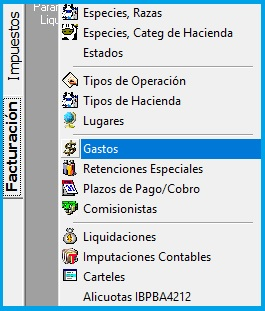 Impuestos
Facturación
Para
Liqu
Especies, Razas
Especies, Categ de Hacienda
Estados
Tipos de Operación
Tipos de Hacienda
Lugares
Gastos
Retenciones Especiales
Plazos de Pago/Cobro
Comisionistas
Liquidaciones
Imputaciones Contables
Carteles
Alicuotas IBPBA4212